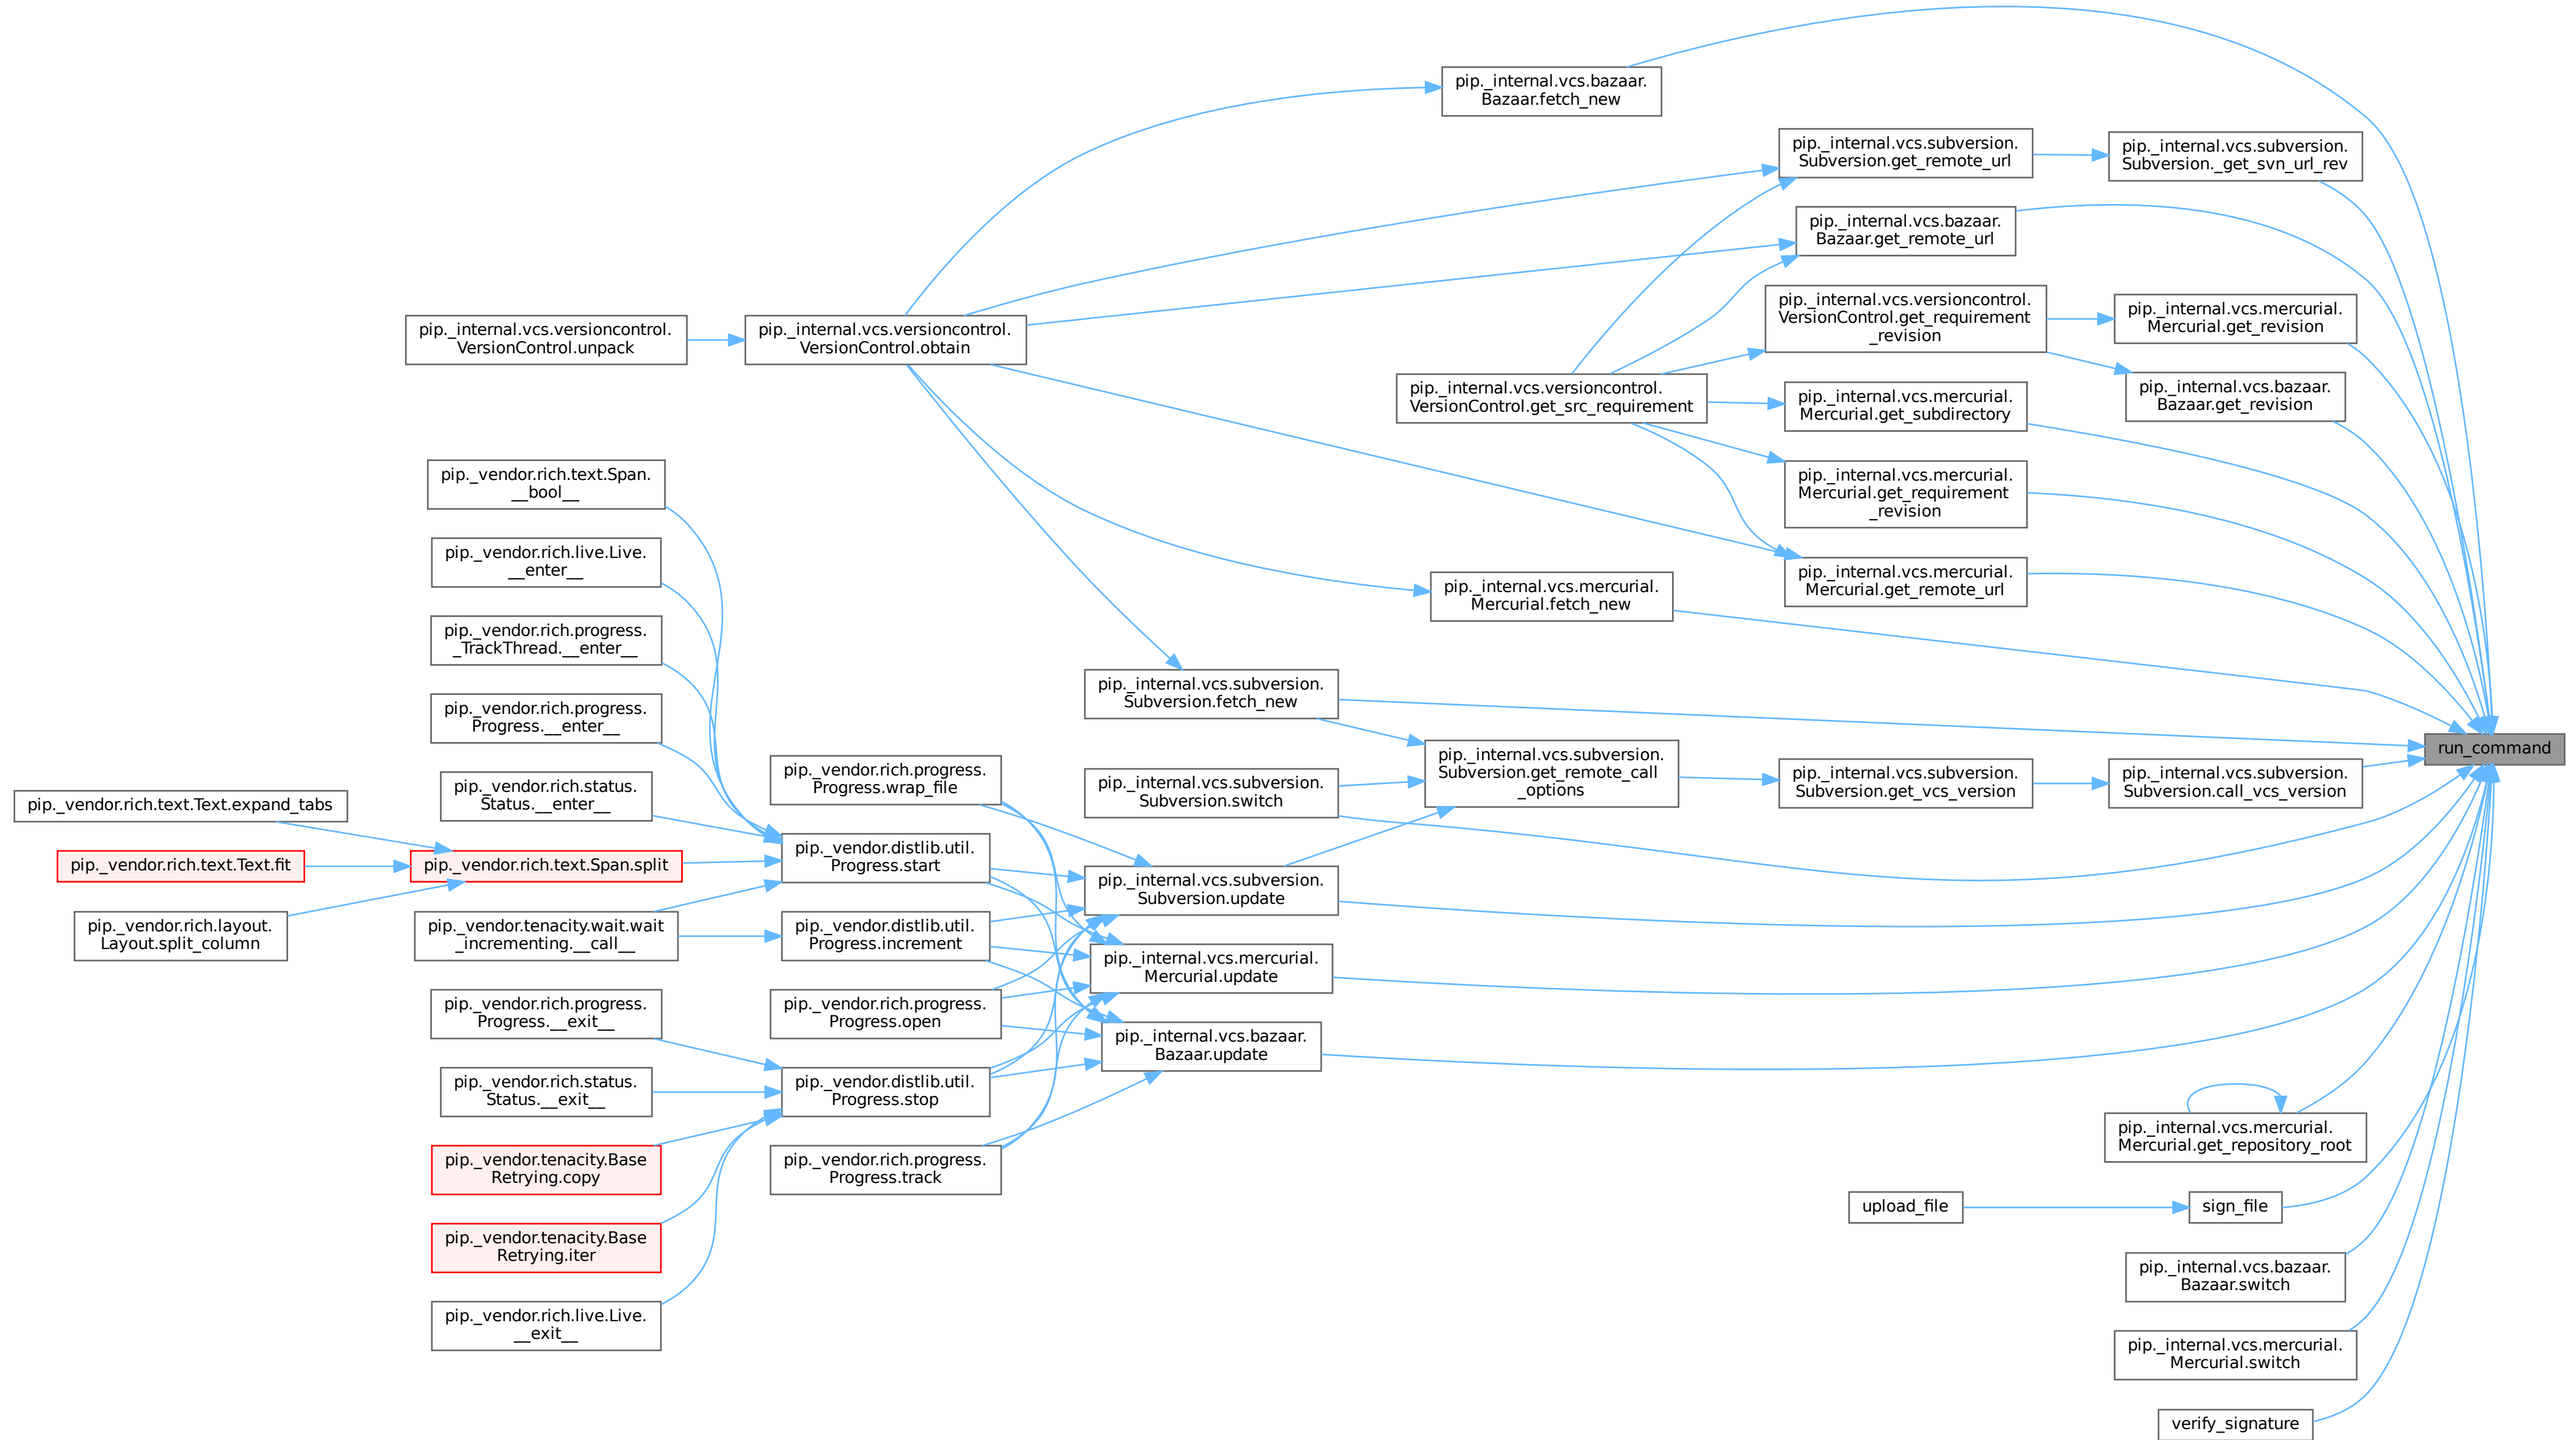 pip._internal.vcs.bazaar.
Bazaar.fetch_new
pip._internal.vcs.subversion.
Subversion.get_remote_url
pip._internal.vcs.subversion.
Subversion._get_svn_url_rev
pip._internal.vcs.bazaar.
Bazaar.get_remote_url
pip._internal.vcs.versioncontrol.
VersionControl.unpack
pip._internal.vcs.versioncontrol.
VersionControl.obtain
pip._internal.vcs.versioncontrol.
VersionControl.get_requirement
_revision
pip._internal.vcs.mercurial.
Mercurial.get_revision
pip._internal.vcs.versioncontrol.
VersionControl.get_src_requirement
pip._internal.vcs.mercurial.
Mercurial.get_subdirectory
pip._internal.vcs.bazaar.
Bazaar.get_revision
pip._vendor.rich.text.Span.
__bool__
pip._internal.vcs.mercurial.
Mercurial.get_requirement
_revision
pip._vendor.rich.live.Live.
__enter__
pip._internal.vcs.mercurial.
Mercurial.fetch_new
pip._internal.vcs.mercurial.
Mercurial.get_remote_url
pip._vendor.rich.progress.
_TrackThread.__enter__
pip._vendor.rich.progress.
Progress.__enter__
pip._internal.vcs.subversion.
Subversion.fetch_new
run_command
pip._vendor.rich.status.
Status.__enter__
pip._vendor.rich.progress.
Progress.wrap_file
pip._internal.vcs.subversion.
Subversion.switch
pip._internal.vcs.subversion.
Subversion.get_remote_call
_options
pip._internal.vcs.subversion.
Subversion.get_vcs_version
pip._internal.vcs.subversion.
Subversion.call_vcs_version
pip._vendor.rich.text.Text.expand_tabs
pip._vendor.rich.text.Text.fit
pip._vendor.rich.text.Span.split
pip._vendor.distlib.util.
Progress.start
pip._internal.vcs.subversion.
Subversion.update
pip._vendor.rich.layout.
Layout.split_column
pip._vendor.tenacity.wait.wait
_incrementing.__call__
pip._vendor.distlib.util.
Progress.increment
pip._internal.vcs.mercurial.
Mercurial.update
pip._vendor.rich.progress.
Progress.__exit__
pip._vendor.rich.progress.
Progress.open
pip._internal.vcs.bazaar.
Bazaar.update
pip._vendor.rich.status.
Status.__exit__
pip._vendor.distlib.util.
Progress.stop
pip._internal.vcs.mercurial.
Mercurial.get_repository_root
pip._vendor.tenacity.Base
Retrying.copy
pip._vendor.rich.progress.
Progress.track
upload_file
sign_file
pip._vendor.tenacity.Base
Retrying.iter
pip._internal.vcs.bazaar.
Bazaar.switch
pip._vendor.rich.live.Live.
__exit__
pip._internal.vcs.mercurial.
Mercurial.switch
verify_signature